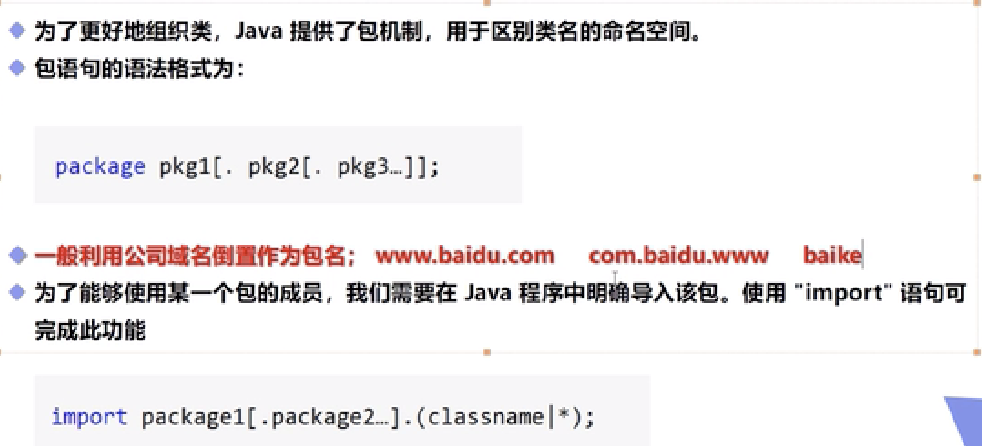 为了更好地组织类，Java 提供了包机制，用于区别类名的命名空间。
包语句的语法格式为：
package pkg1[. pkg2[. pkg3…]];
一般利用公司域名倒置作为包名； www.baidu.com com.baidu.www baike
为了能够使用某一个包的成员，我们需要在 Java 程序中明确导入该包。使用 "import" 语句可
完成此功能
import package1[.package2…].(classname|*);